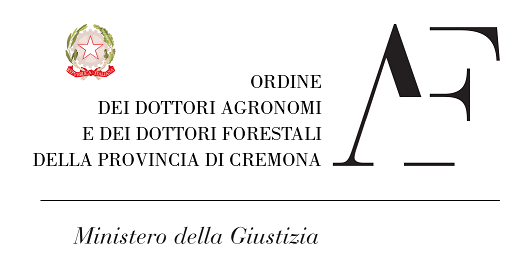 ORDINE
DEI DOTTORI AGRONOMI
E DEI DOTTORI FORESTALI
DELLA PROVINCIA DI CREMONA
AF
Ministero della Giustizia